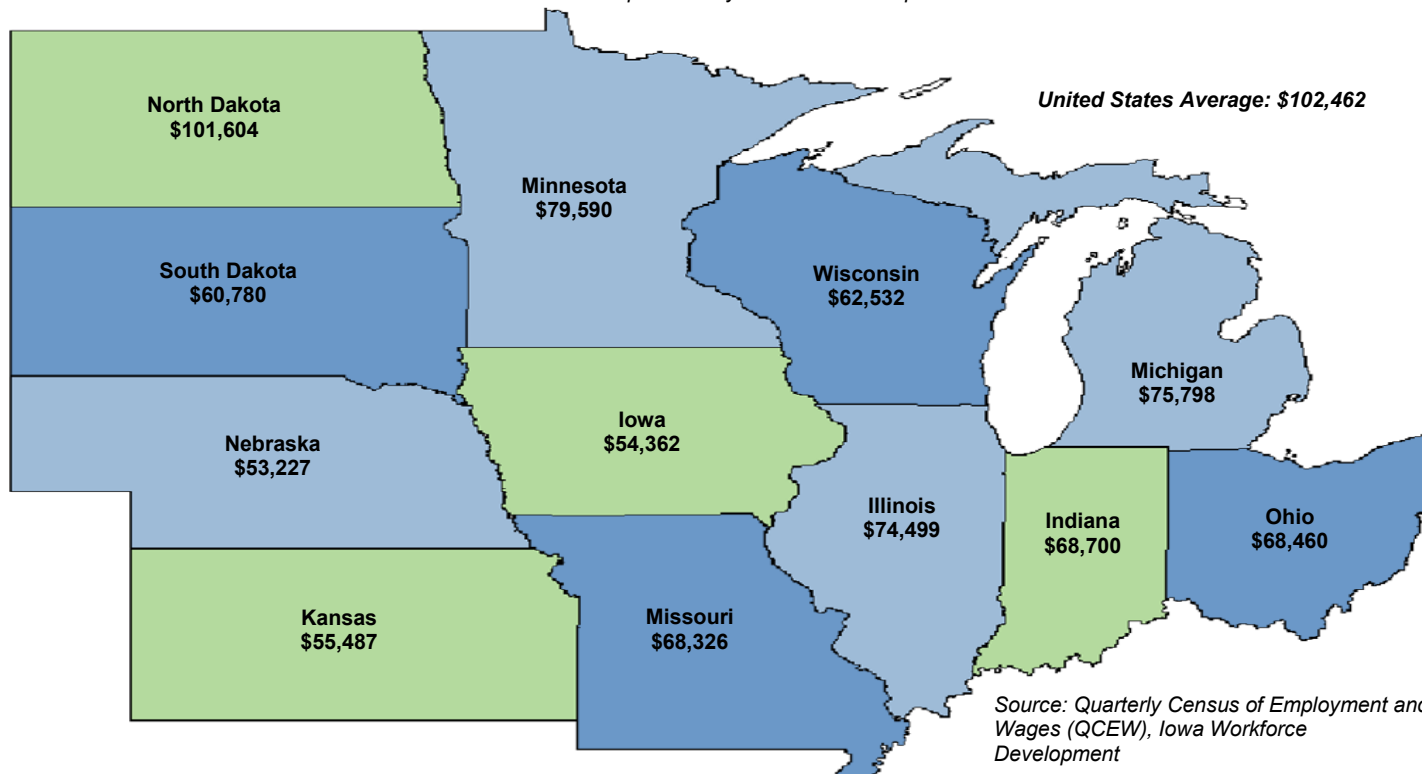 United States Average: $102,462
North Dakota
$101,604
Minnesota
$79,590
South Dakota
$60,780
Wisconsin
$62,532
Michigan
$75,798
Iowa
$54,362
Nebraska
$53,227
Illinois
$74,499
Indiana
$68,700
Ohio
$68,460
Kansas
$55,487
Missouri
$68,326
Source: Quarterly Census of Employment and
Wages (QCEW), Iowa Workforce
Development